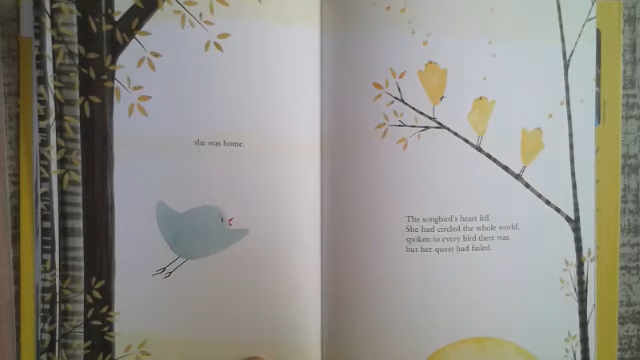 she was home.
The songbird's heart fell.
She had circled the whole world,
spoken to every bird there was,
but her quest had failed.